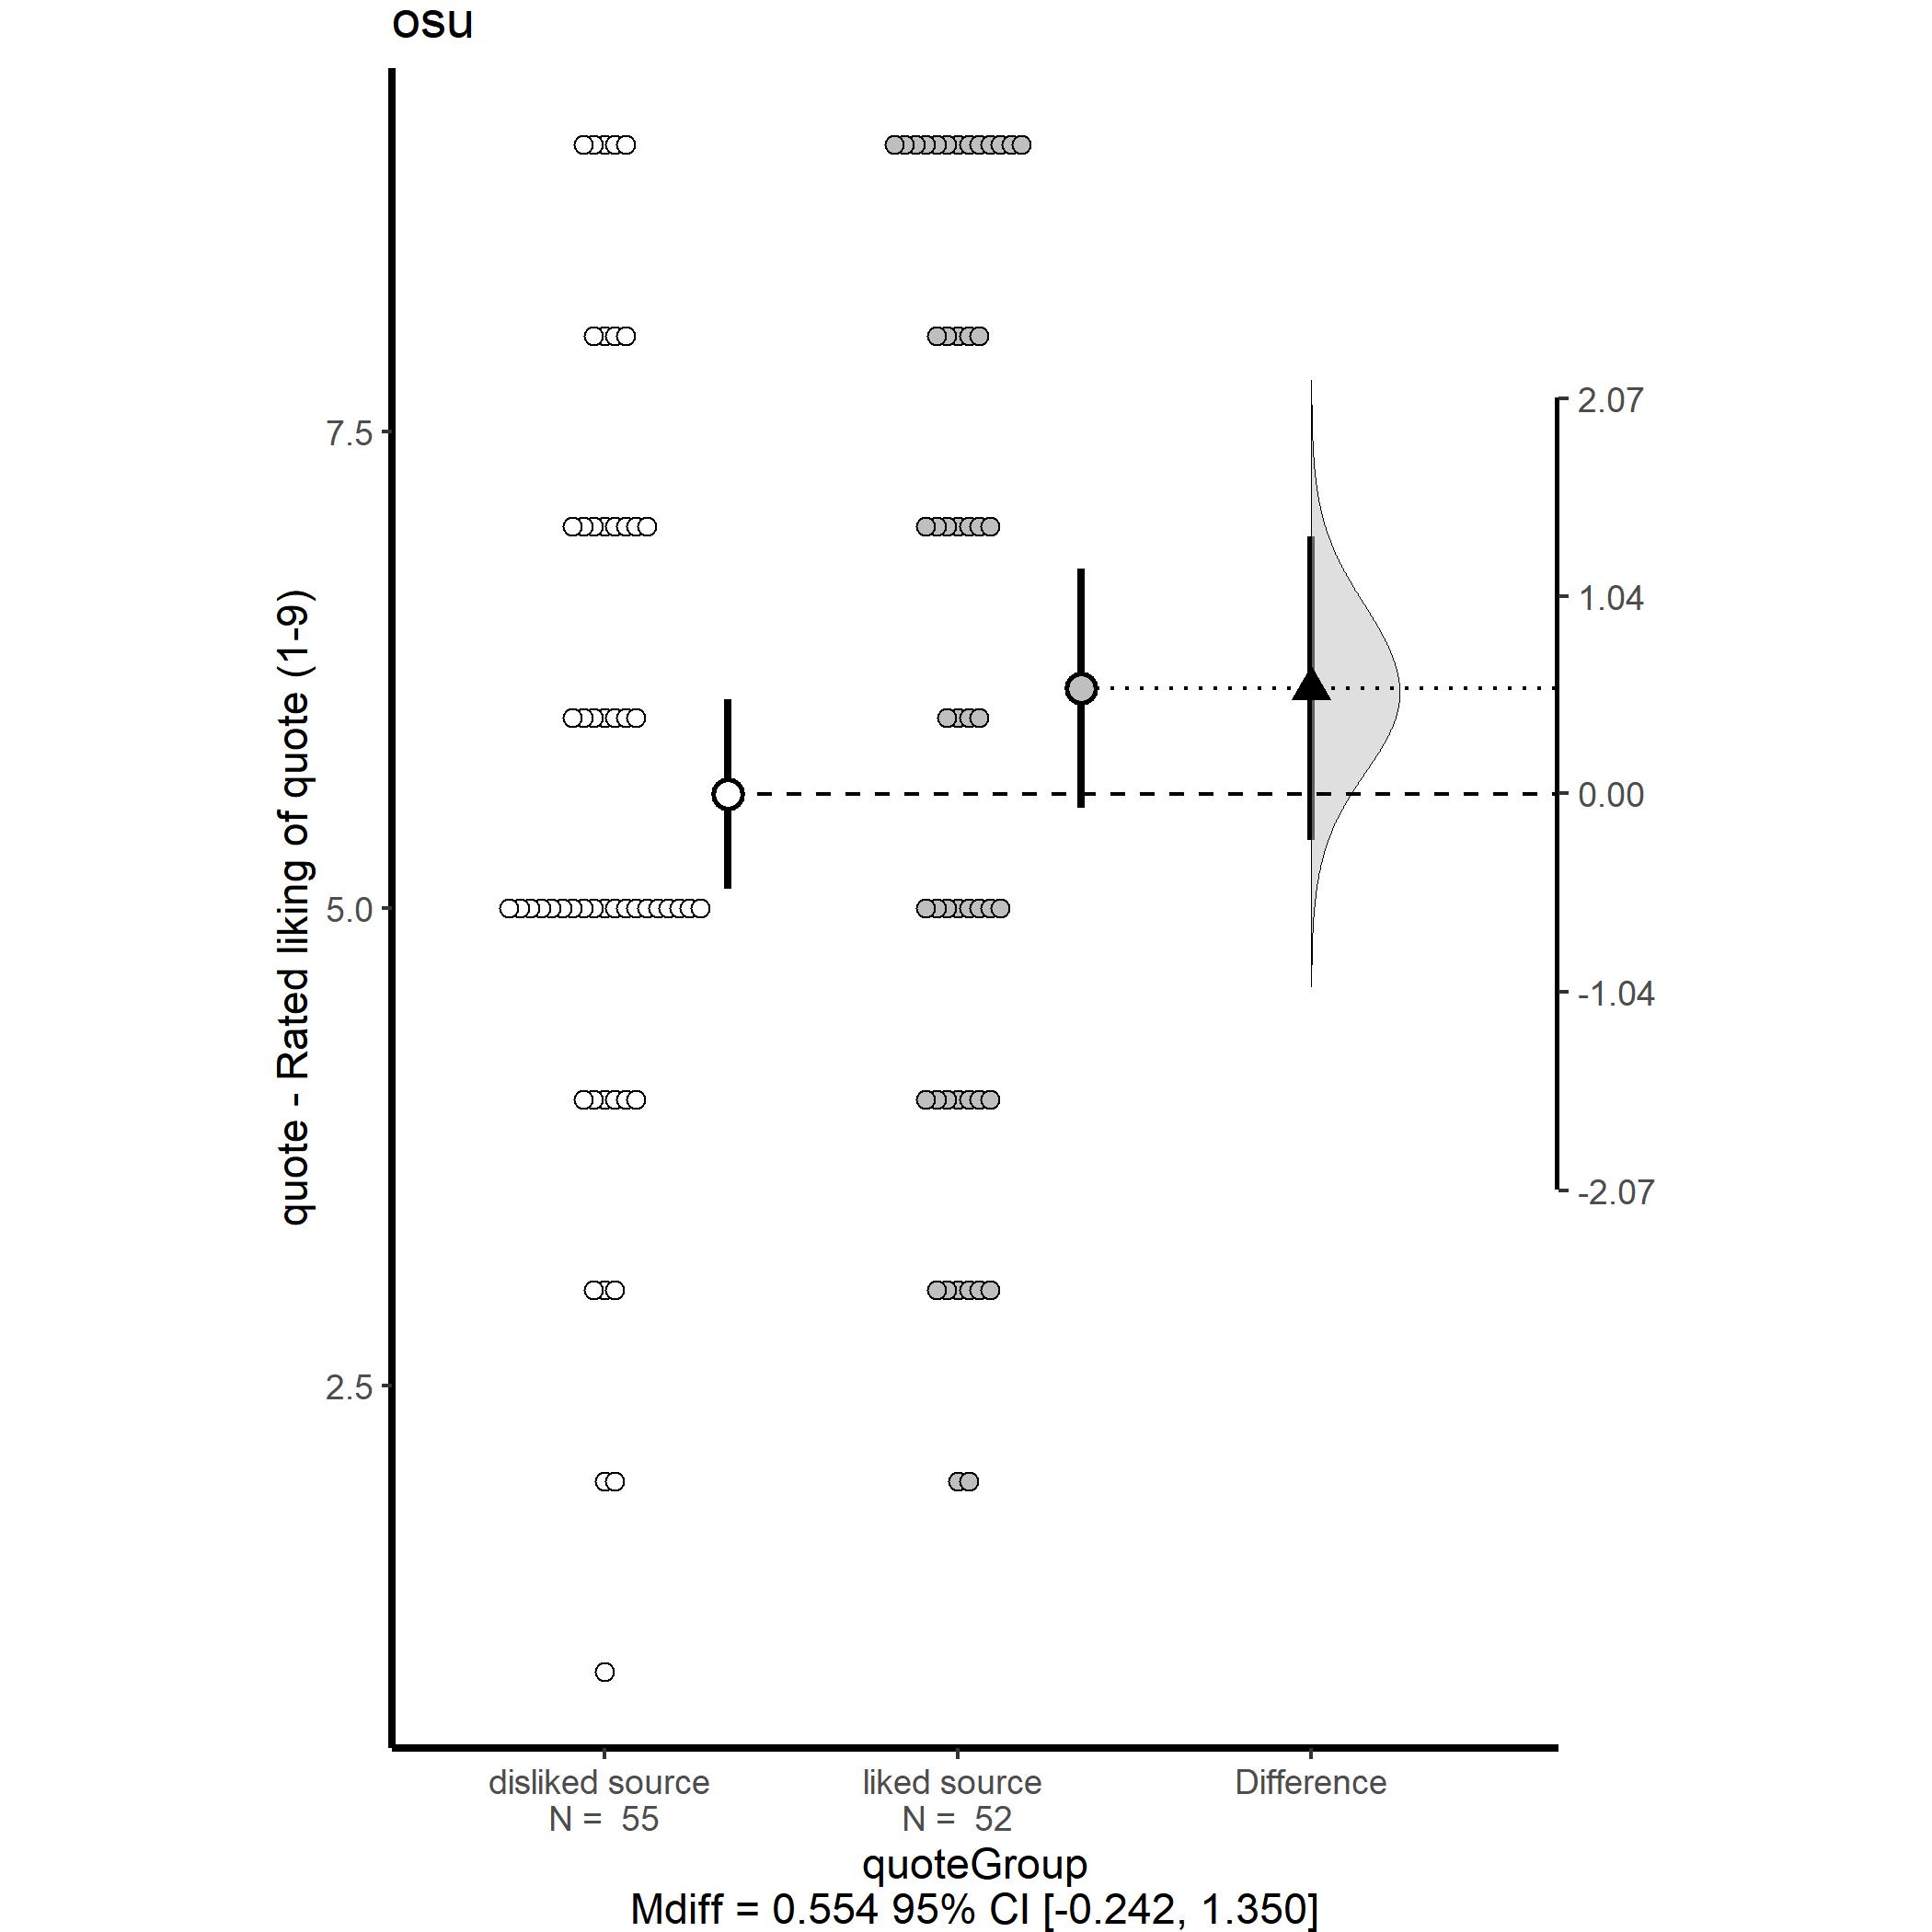 osu
quote - Rated liking of quote (1-9)
7.5
5.0
2.5
2.07
1.04
0.00
-1.04
-2.07
disliked source
N =  55
liked source
N =  52
Difference
quoteGroup
Mdiff = 0.554 95% CI [-0.242, 1.350]